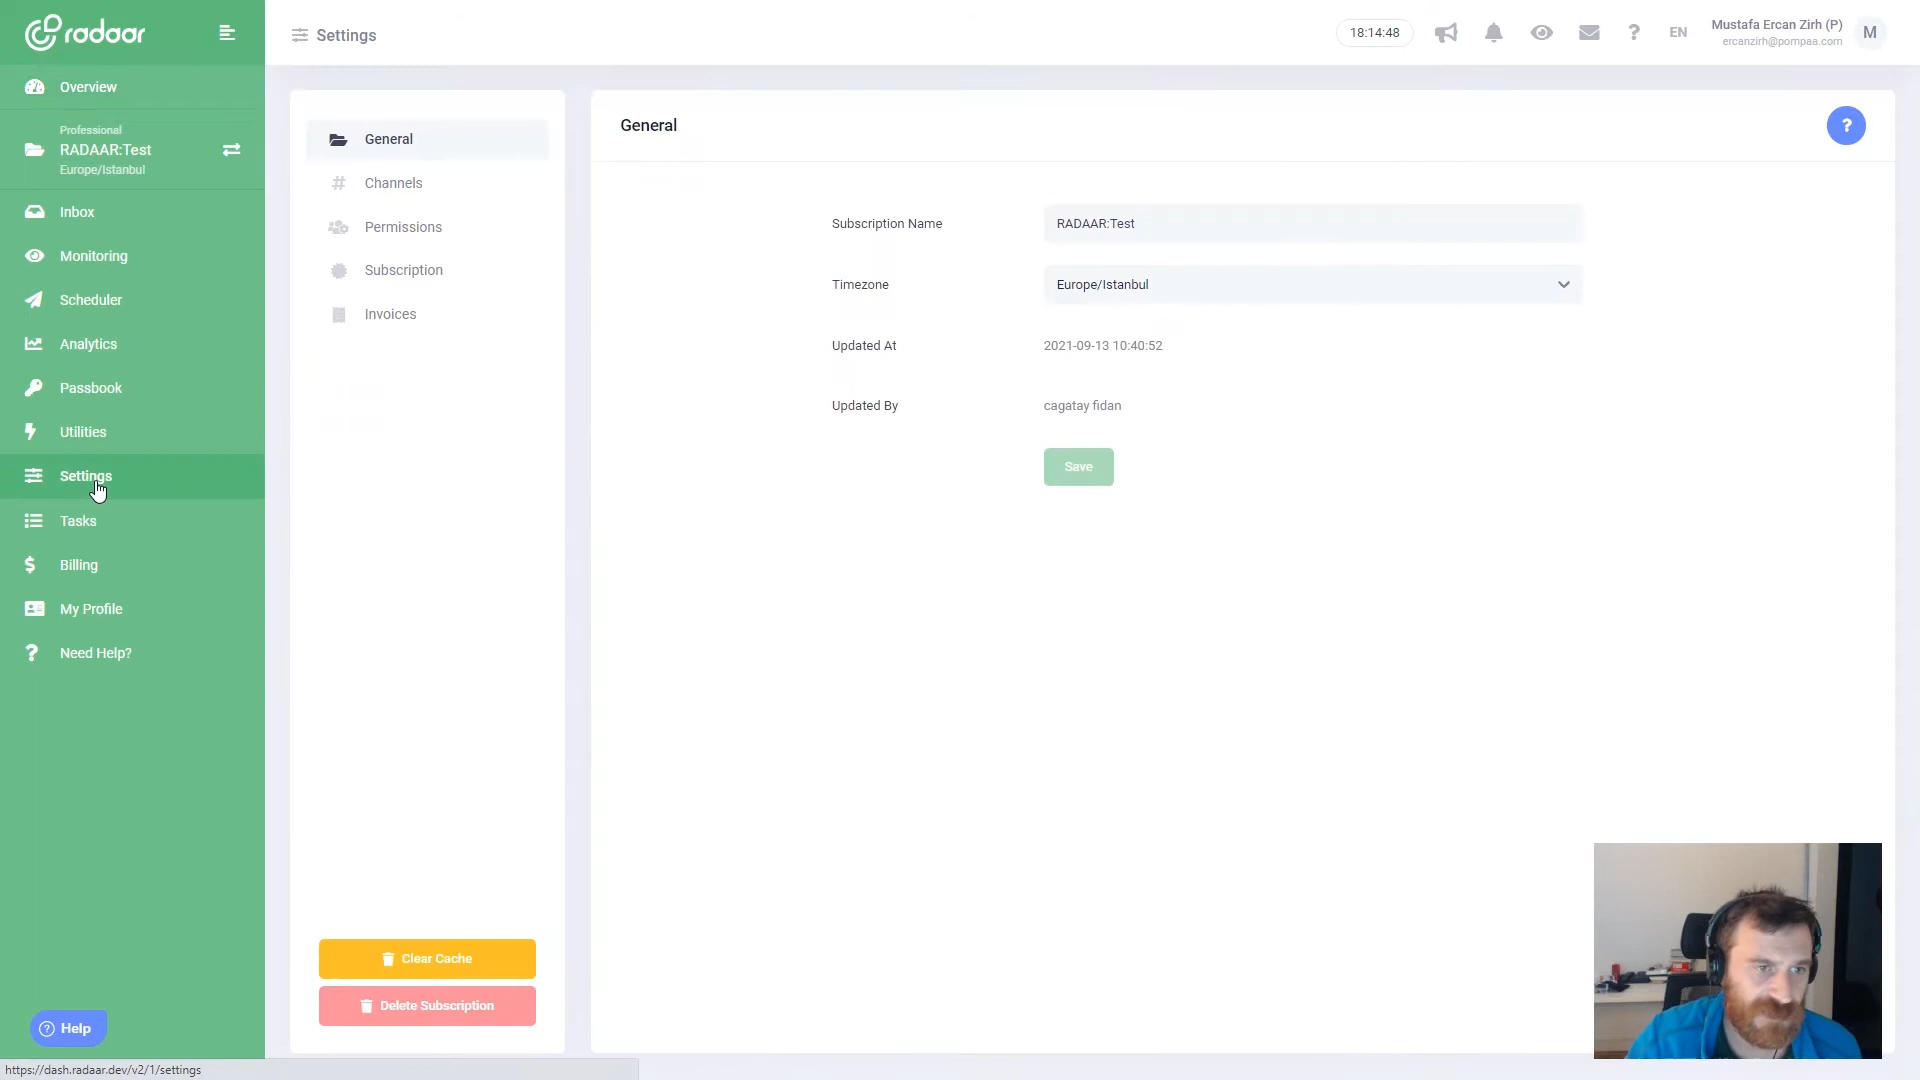 radaar
Settings
18:14:48
EN
Mustafa Ercan Zirh (P)
ercanzirh@pompaa.com
M
Overview
Professional
RADAAR:Test
Europe/Istanbul
Inbox
Monitoring
Scheduler
Analytics
Passbook
Utilities
Settings
Tasks
Billing
My Profile
Need Help?
? Help
General
Channels
Permissions
Subscription
Invoices
Clear Cache
Delete Subscription
General
?
Subscription Name
RADAAR:Test
Timezone
Europe/Istanbul
Updated At
2021-09-13 10:40:52
Updated By
cagatay fidan
Save
https://dash.radaar.dev/v2/1/settings